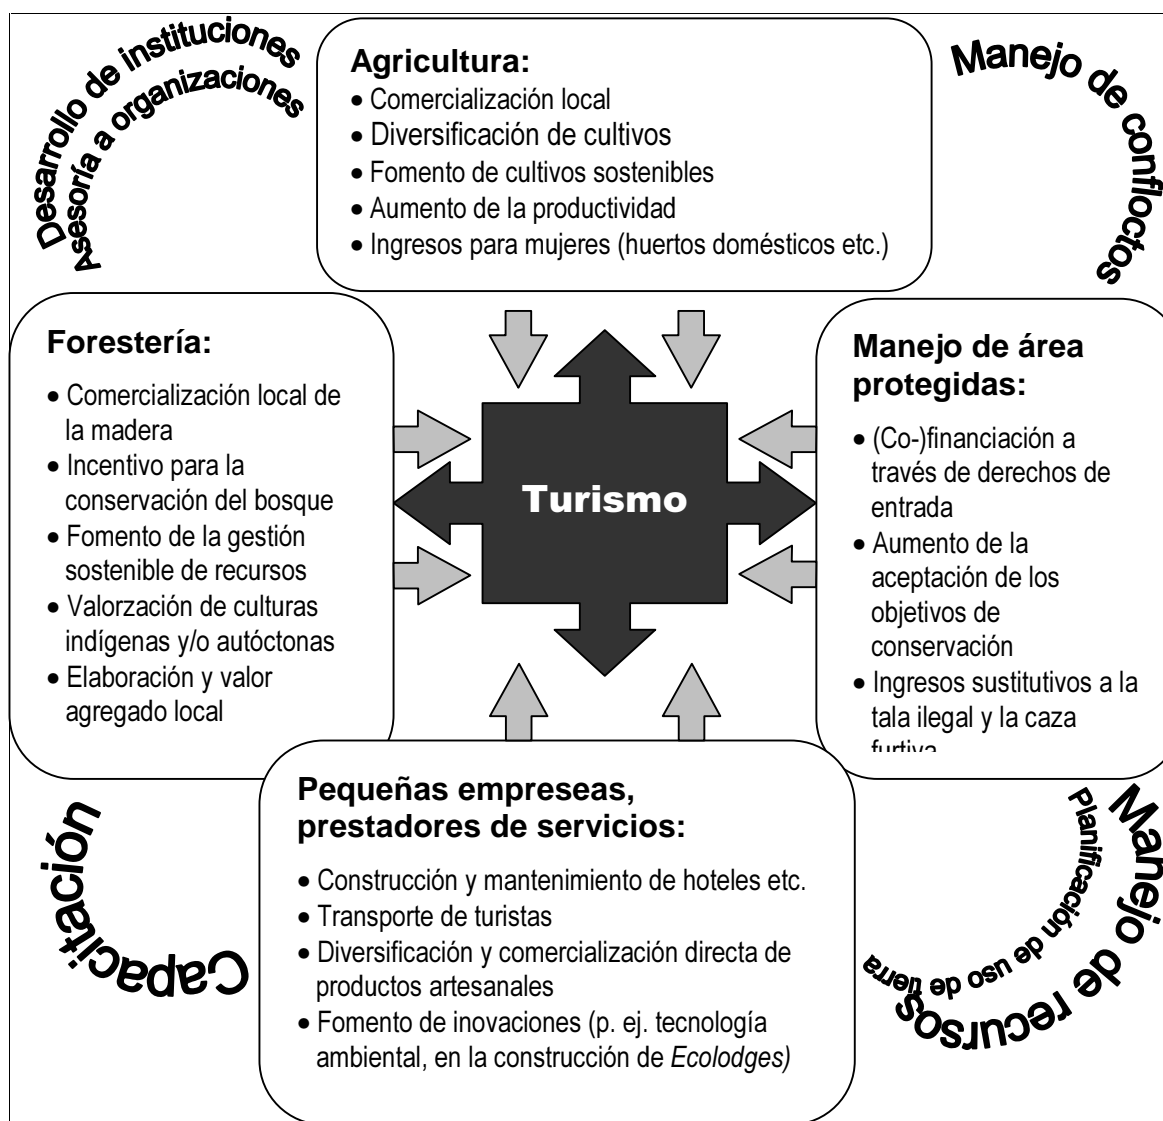 Desarrollo de instituciones
Asesoría a organizaciones
Agricultura:
• Comercialización local
• Diversificación de cultivos
• Fomento de cultivos sostenibles
• Aumento de la productividad
• Ingresos para mujeres (huertos domésticos etc.)
Manejo de confloctos
Forestería:
• Comercialización local de
la madera
• Incentivo para la
conservación del bosque
• Fomento de la gestión
sostenible de recursos
• Valorzación de culturas
indígenas y/o autóctonas
• Elaboración y valor
agregado local
Turismo
Manejo de área
protegidas:
• (Co-)financiación a
través de derechos de
entrada
• Aumento de la
aceptación de los
objetivos de
conservación
• Ingresos sustitutivos a la
tala ilegal y la caza
furtiva
Capacitación
Pequeñas empreseas,
prestadores de servicios:
• Construcción y mantenimiento de hoteles etc.
• Transporte de turistas
• Diversificación y comercialización directa de
productos artesanales
• Fomento de inovaciones (p. ej. tecnología
ambiental, en la construcción de Ecolodges)
Planificación de uso de tierra
Manejo de recursos